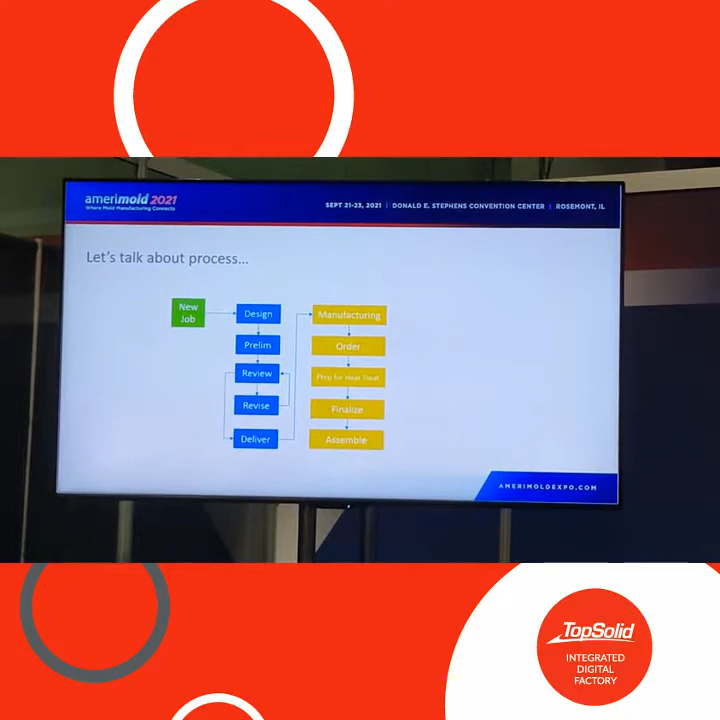 amerimold 2021
Where Mold Manufacturing Connects
SEPT 21-23, 2021 | DONALD E. STEPHENS CONVENTION CENTER | ROSEMONT, IL
Let's talk about process...
New
Job
Design
Prelim
Review
Revise
Deliver
Manufacturing
Order
Prep for Heat Treat
Finalize
Assemble
AMERIMOLDEXPO.COM
TopSolid
INTEGRATED
DIGITAL
FACTORY